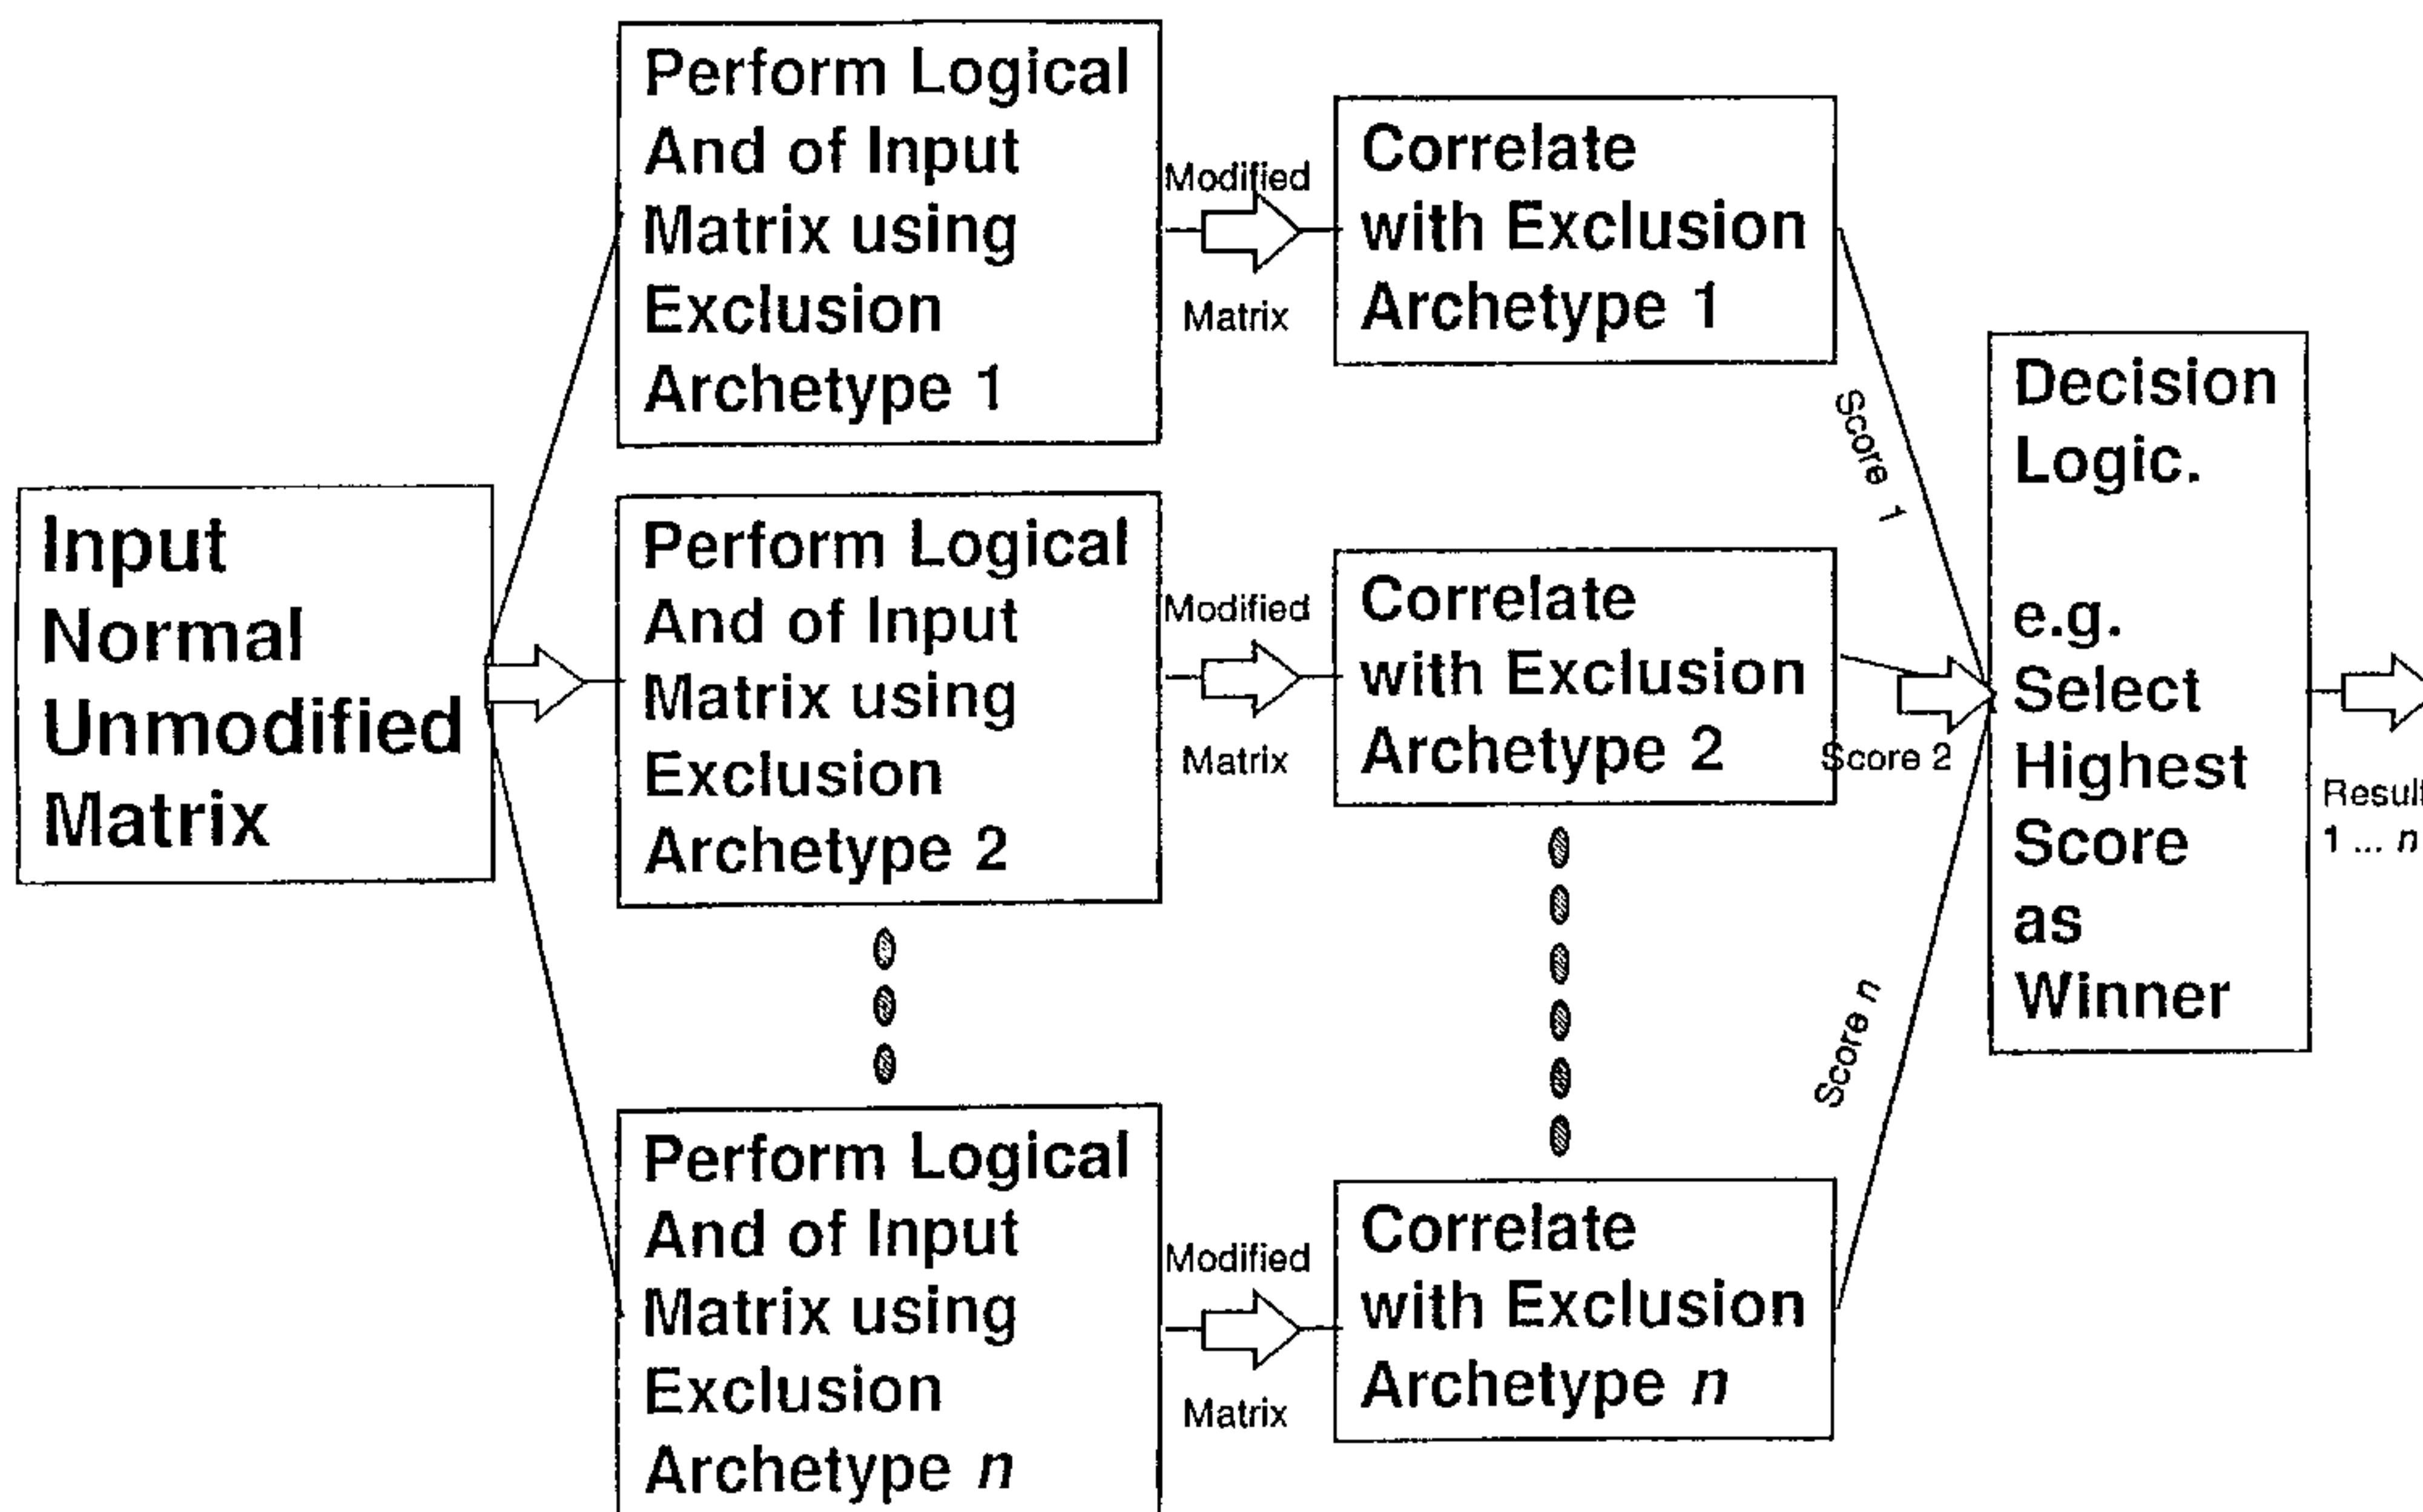 Input
Normal
Unmodified
Matrix
Perform Logical
And of Input
Matrix using
Exclusion
Archetype 1
Modified
Matrix
Correlate
with Exclusion
Archetype 1
Score 1
Perform Logical
And of Input
Matrix using
Exclusion
Archetype 2
Modified
Matrix
Correlate
with Exclusion
Archetype 2
Score 2
Perform Logical
And of Input
Matrix using
Exclusion
Archetype n
Modified
Matrix
Correlate
with Exclusion
Archetype n
Score n
Decision
Logic.
e.g.
Select
Highest
Score
as
Winner
Result
1 ... n